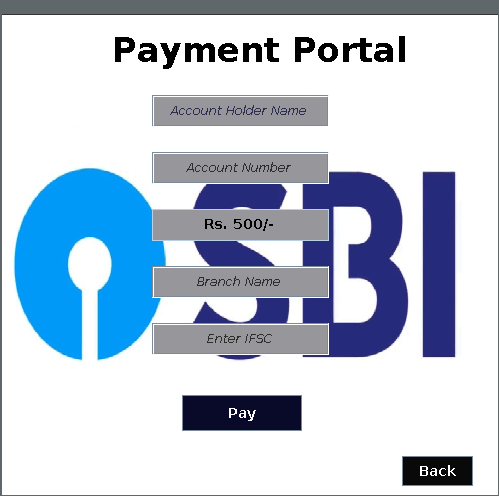 Payment Portal
Account Holder Name
Account Number
SBI
Rs. 500/-
Branch Name
Enter IFSC
Pay
Back